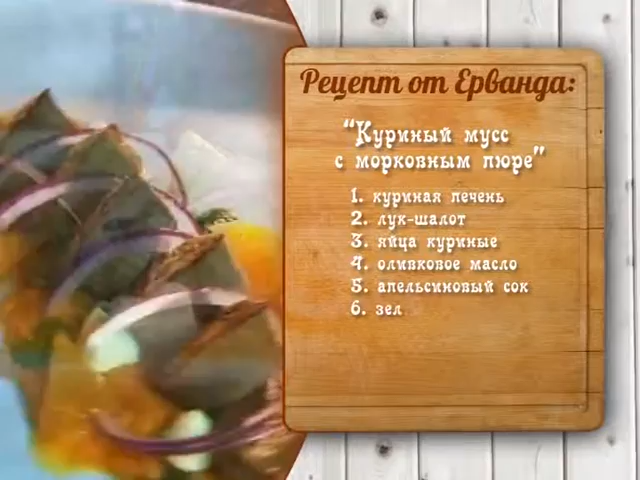 Рецепт от Ерванда:
"Куриный мусс
с морковным пюре"
1. куриная печень
2. лук-шалот
3. яйца куриные
4. оливковое масло
5. апельсиновый сок
6. зел